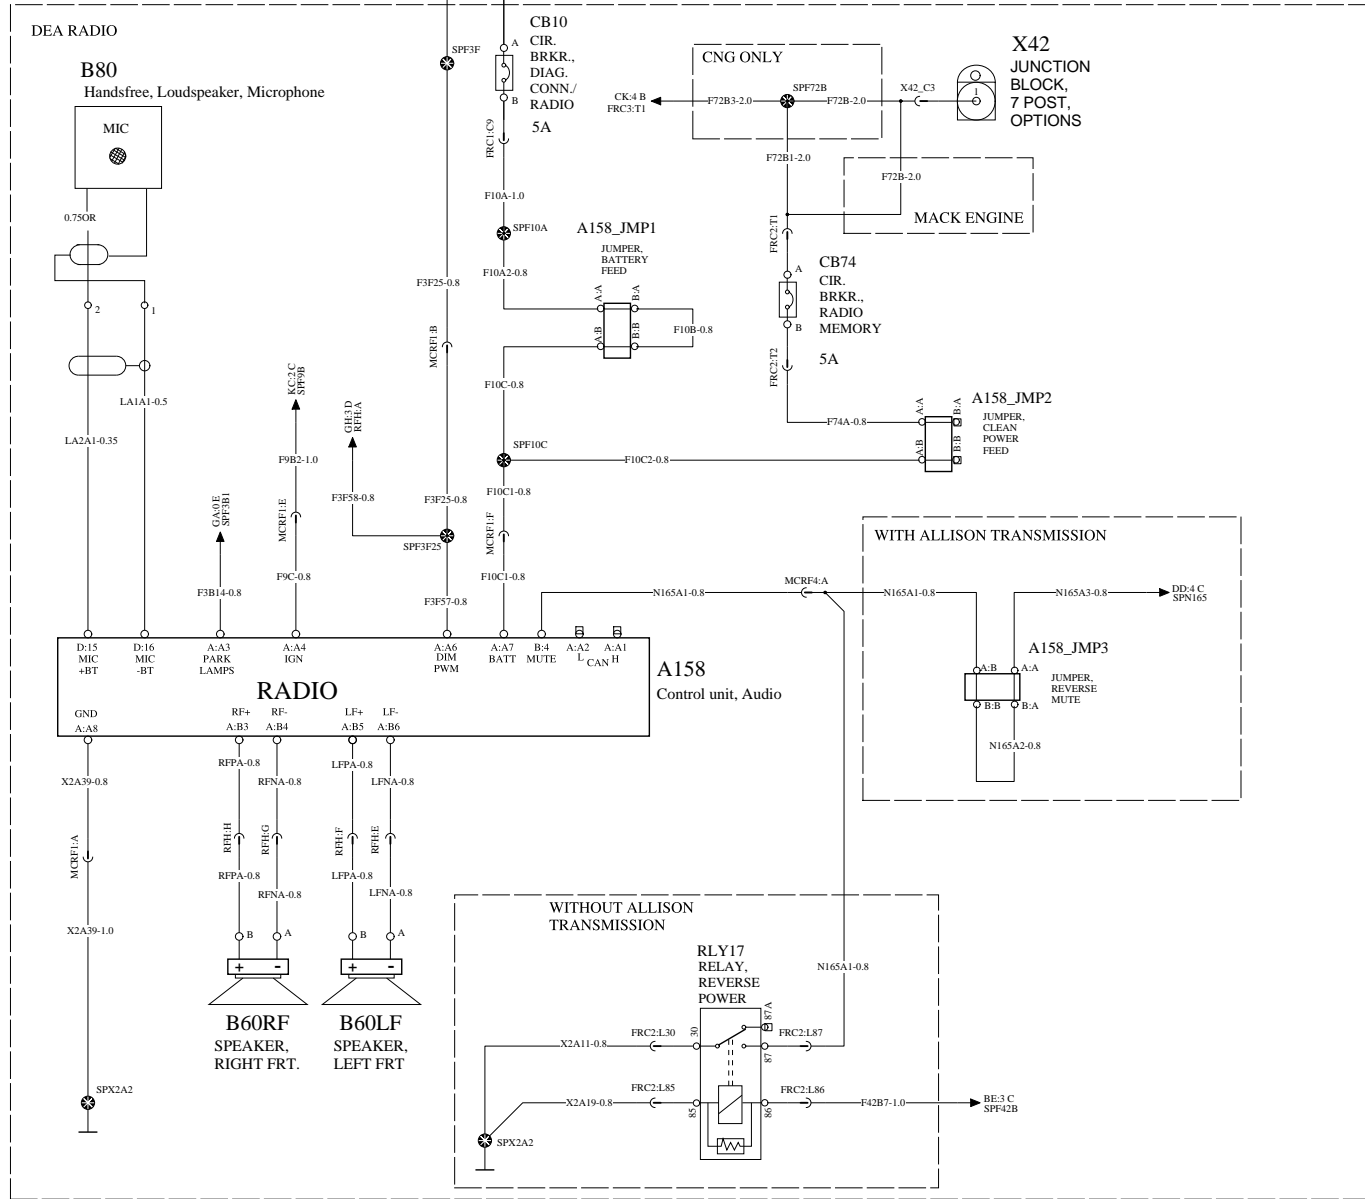 DEA RADIO
B80
Handsfree, Loudspeaker, Microphone
MIC
0.75OR
2
1
LA1A1-0.5
LA2A1-0.35
SPF3F
CB10
CIR.
BRKR.,
DIAG.
CONN./
RADIO
5A
A
B
FRC1:C9
F10A-1.0
SPF10A
F10A2-0.8
A158_JMP1
JUMPER,
BATTERY
FEED
A:A
B:A
A:B
B:B
F10B-0.8
F3F25-0.8
MCRF1:B
F10C-0.8
SPF10C
F10C2-0.8
F10C1-0.8
MCRF1:F
F10C1-0.8
CNG ONLY
CK:4 B
FRC3:T1
F72B3-2.0
SPF72B
F72B-2.0
X42_C3
1
X42
JUNCTION
BLOCK,
7 POST,
OPTIONS
F72B1-2.0
F72B-2.0
MACK ENGINE
FRC2:T1
A
CB74
CIR.
BRKR.,
RADIO
MEMORY
5A
B
FRC2:T2
F74A-0.8
A158_JMP2
JUMPER,
CLEAN
POWER
FEED
A:A
B:A
A:B
B:B
KC:2 C
SPF9B
F9B2-1.0
MCRF1:E
F9C-0.8
GH:3 D
RFH:A
F3F58-0.8
F3F25-0.8
SPF3F25
F3F57-0.8
GA:0 E
SPF3B1
F3B14-0.8
WITH ALLISON TRANSMISSION
N165A1-0.8
MCRF4:A
N165A1-0.8
N165A3-0.8
DD:4 C
SPN165
A158_JMP3
JUMPER,
REVERSE
MUTE
A:B
A:A
B:B
B:A
N165A2-0.8
D:15
MIC
+BT
D:16
MIC
-BT
A:A3
PARK
LAMPS
A:A4
IGN
A:A6
DIM
PWM
A:A7
BATT
B:4
MUTE
A:A2
L
CAN
A:A1
H
RADIO
A158
Control unit, Audio
GND
A:A8
RF+
A:B3
RF-
A:B4
LF+
A:B5
LF-
A:B6
X2A39-0.8
RFPA-0.8
RFNA-0.8
LFPA-0.8
LFNA-0.8
MCRF1:A
RFH:H
RFH:G
RFH:F
RFH:E
RFPA-0.8
RFNA-0.8
LFPA-0.8
LFNA-0.8
X2A39-1.0
B
A
B
A
+ -
+ -
B60RF
SPEAKER,
RIGHT FRT.
B60LF
SPEAKER,
LEFT FRT
SPX2A2
WITHOUT ALLISON
TRANSMISSION
RLY17
RELAY,
REVERSE
POWER
N165A1-0.8
X2A11-0.8
FRC2:L30
30
87A
87
FRC2:L87
X2A19-0.8
FRC2:L85
85
86
FRC2:L86
F42B7-1.0
BE:3 C
SPF42B
SPX2A2